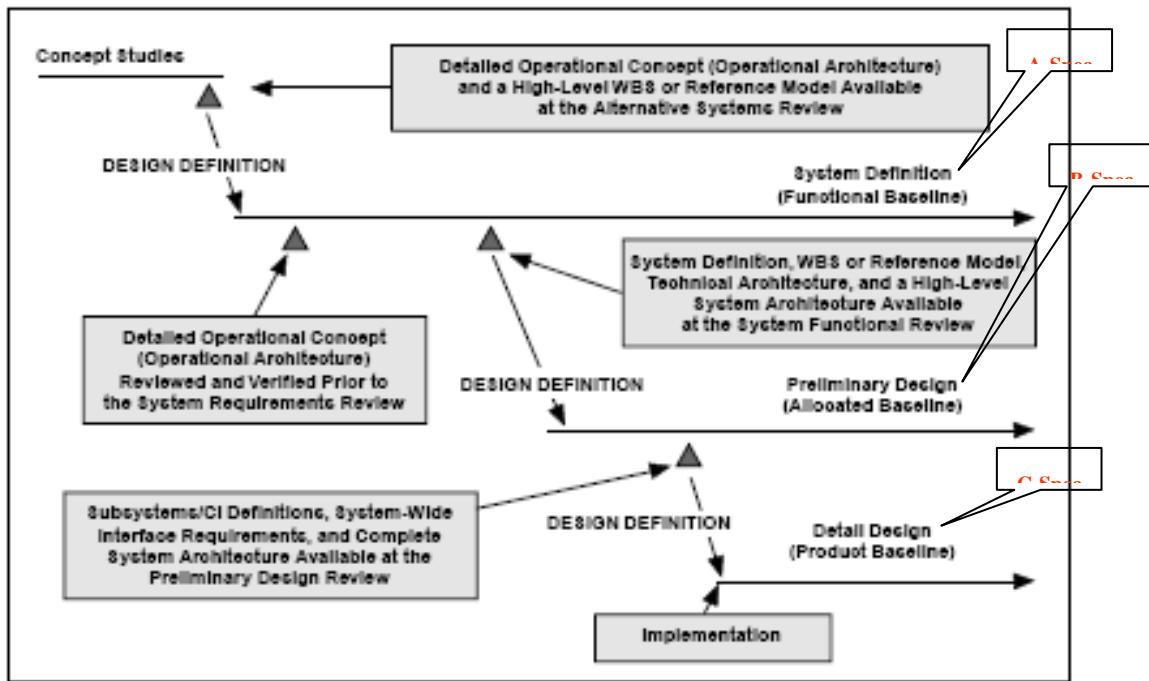 Concept Studies
Detailed Operational Concept (Operational Architecture)
and a High-Level WBS or Reference Model Available
at the Alternative Systems Review
A Spec
DESIGN DEFINITION
System Definition
(Functional Baseline)
B Spec
System Definition, WBS or Reference Model,
Technical Architecture, and a High-Level
System Architecture Available
at the System Functional Review
Detailed Operational Concept
(Operational Architecture)
Reviewed and Verified Prior to
the System Requirements Review
DESIGN DEFINITION
Preliminary Design
(Allocated Baseline)
C Spec
Subsystems/CI Definitions, System-Wide
Interface Requirements, and Complete
System Architecture Available at the
Preliminary Design Review
DESIGN DEFINITION
Detail Design
(Product Baseline)
Implementation